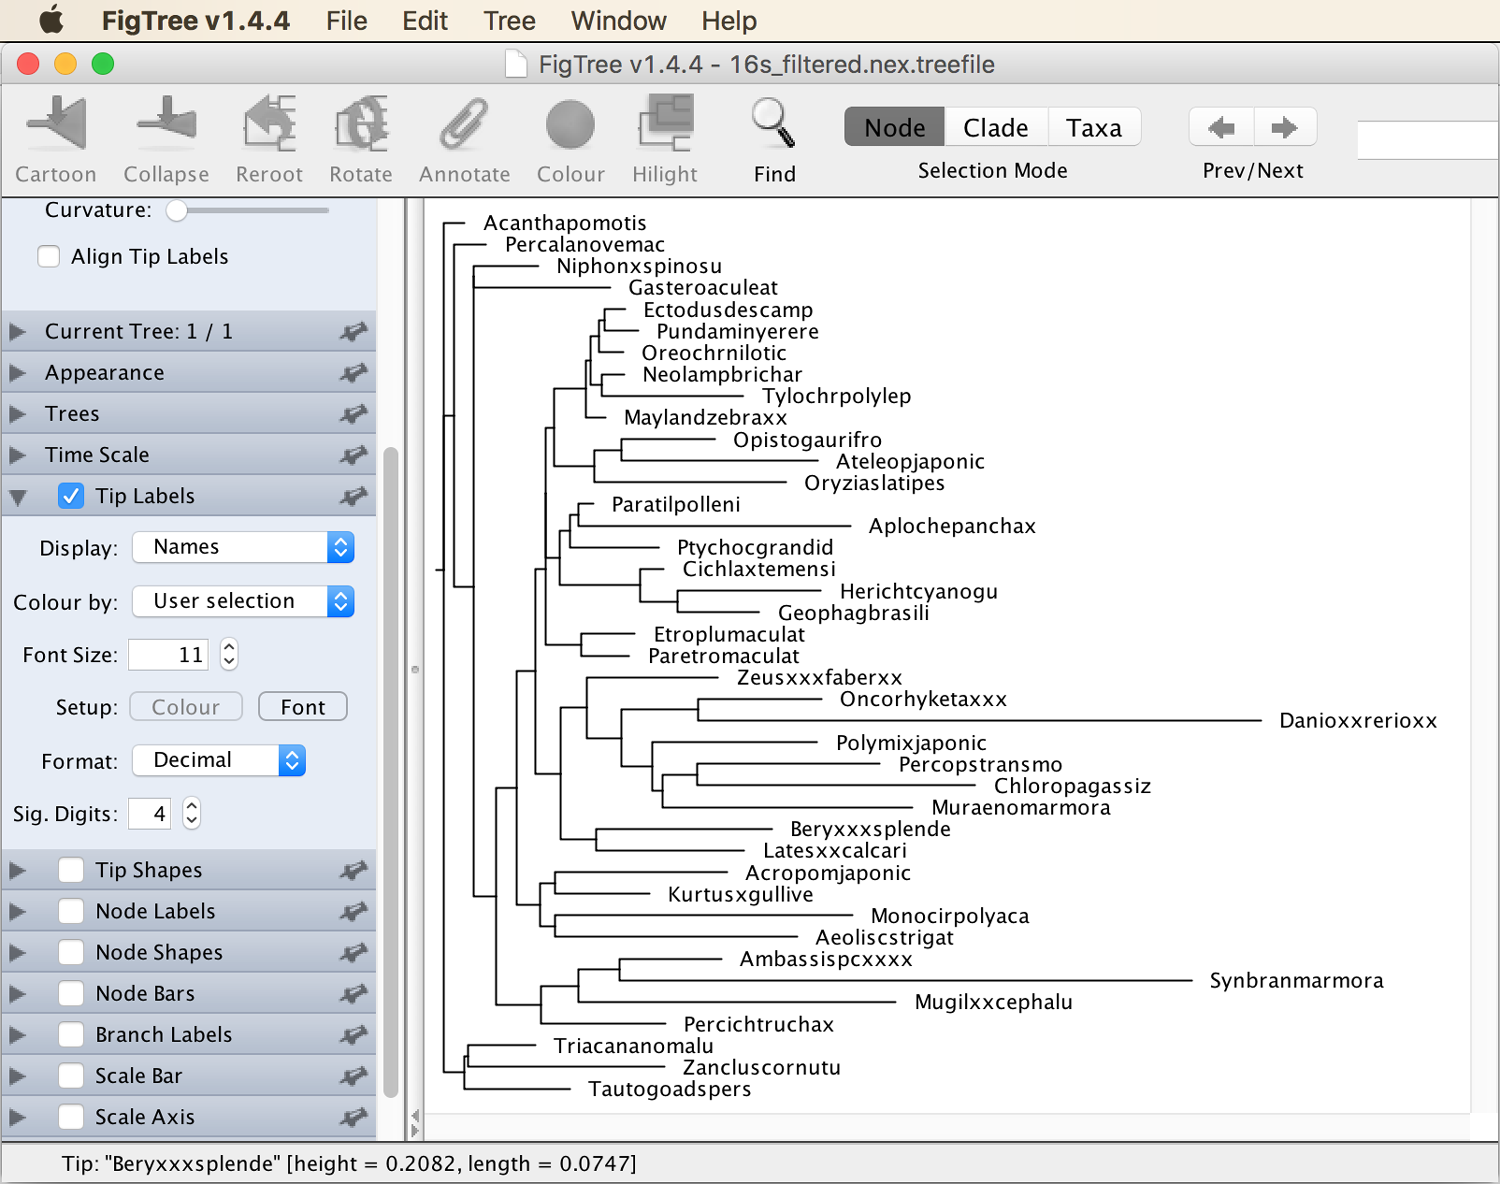 FigTree v1.4.4 File Edit Tree Window Help
FigTree v1.4.4 - 16s_filtered.nex.treefile
Cartoon Collapse Reroot Rotate Annotate Colour Hilight Find
Node Clade Taxa
Selection Mode
Prev/Next
Curvature:
Align Tip Labels
Current Tree: 1 / 1
Appearance
Trees
Time Scale
Tip Labels
Display: Names
Colour by: User selection
Font Size: 11
Setup: Colour Font
Format: Decimal
Sig. Digits: 4
Tip Shapes
Node Labels
Node Shapes
Node Bars
Branch Labels
Scale Bar
Scale Axis
Acanthapomotis
Percalanovemac
Niphonxspinosu
Gasteroaculeat
Ectodusdescamp
Pundaminyerere
Oreochrnilotic
Neolampbrichar
Tylochrpolylep
Maylandzebraxx
Opistogaurifro
Ateleopjaponic
Oryziaslatipes
Paratilpolleni
Aplochepanchax
Ptychocgrandid
Cichlaxtemensi
Herichtcyanogu
Geophagbrasili
Etroplumaculat
Paretromaculat
Zeusxxxfaberxx
Oncorhyketaxxx
Danioxxrerioxx
Polymixjaponic
Percopstransmo
Chloropagassiz
Muraenomarmora
Beryxxxsplende
Latesxxcalcari
Acropomjaponic
Kurtusxgullive
Monocirpolyaca
Aeoliscstrigat
Ambassispcxxxx
Synbranmarmora
Mugilxxcephalu
Percichtruchax
Triacananomalu
Zancluscornutu
Tautogoadspers
Tip: "Beryxxxsplende" [height = 0.2082, length = 0.0747]